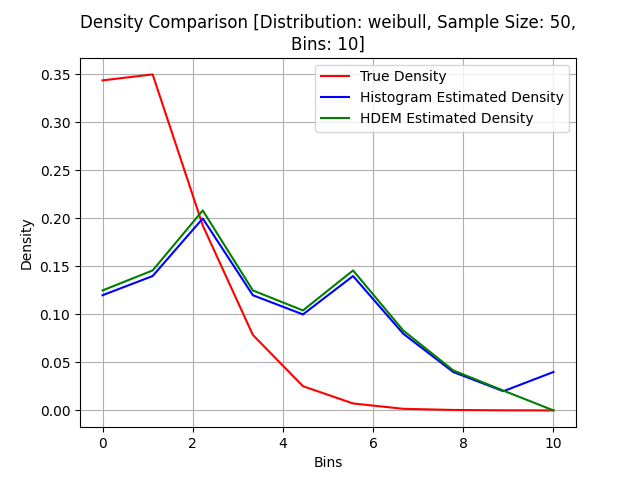 Density Comparison [Distribution: weibull, Sample Size: 50,
Bins: 10]
True Density
Histogram Estimated Density
HDEM Estimated Density
0.35
0.30
0.25
0.20
0.15
0.10
0.05
0.00
Density
0 2 4 6 8 10
Bins